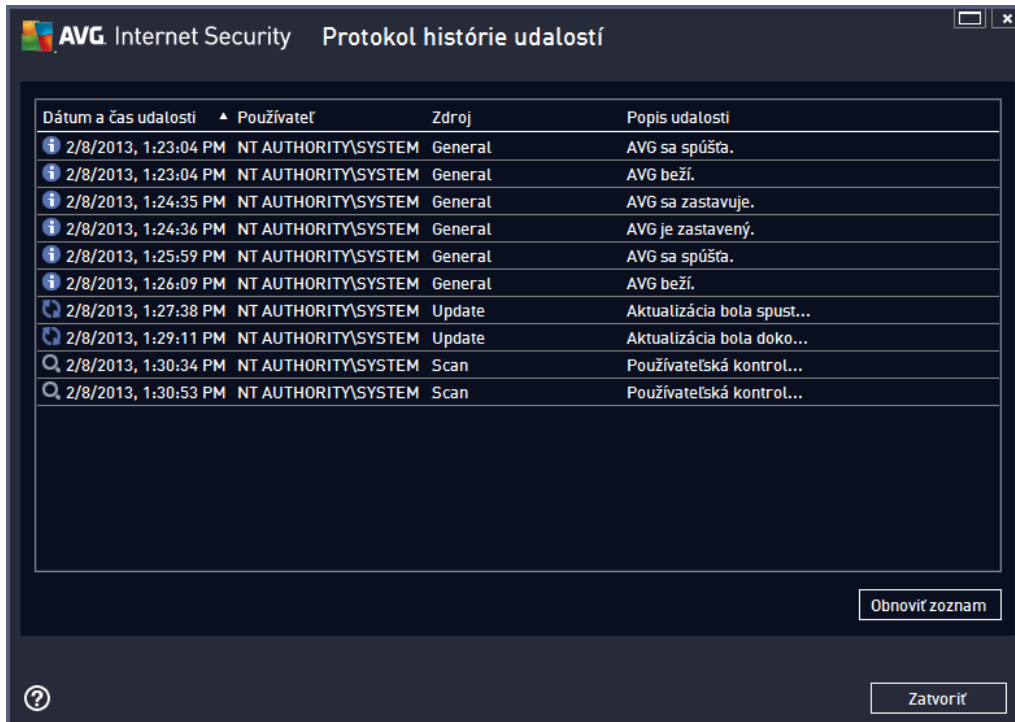 AVG. Internet Security Protokol histórie udalostí
Dátum a čas udalosti Používateľ Zdroj Popis udalosti
2/8/2013, 1:23:04 PM NT AUTHORITY\SYSTEM General AVG sa spúšťa.
2/8/2013, 1:23:04 PM NT AUTHORITY\SYSTEM General AVG beží.
2/8/2013, 1:24:35 PM NT AUTHORITY\SYSTEM General AVG sa zastavuje.
2/8/2013, 1:24:36 PM NT AUTHORITY\SYSTEM General AVG je zastavený.
2/8/2013, 1:25:59 PM NT AUTHORITY\SYSTEM General AVG sa spúšťa.
2/8/2013, 1:26:09 PM NT AUTHORITY\SYSTEM General AVG beží.
2/8/2013, 1:27:38 PM NT AUTHORITY\SYSTEM Update Aktualizácia bola spust...
2/8/2013, 1:29:11 PM NT AUTHORITY\SYSTEM Update Aktualizácia bola doko...
2/8/2013, 1:30:34 PM NT AUTHORITY\SYSTEM Scan Používateľská kontrol...
2/8/2013, 1:30:53 PM NT AUTHORITY\SYSTEM Scan Používateľská kontrol...
Obnoviť zoznam
Zatvoriť